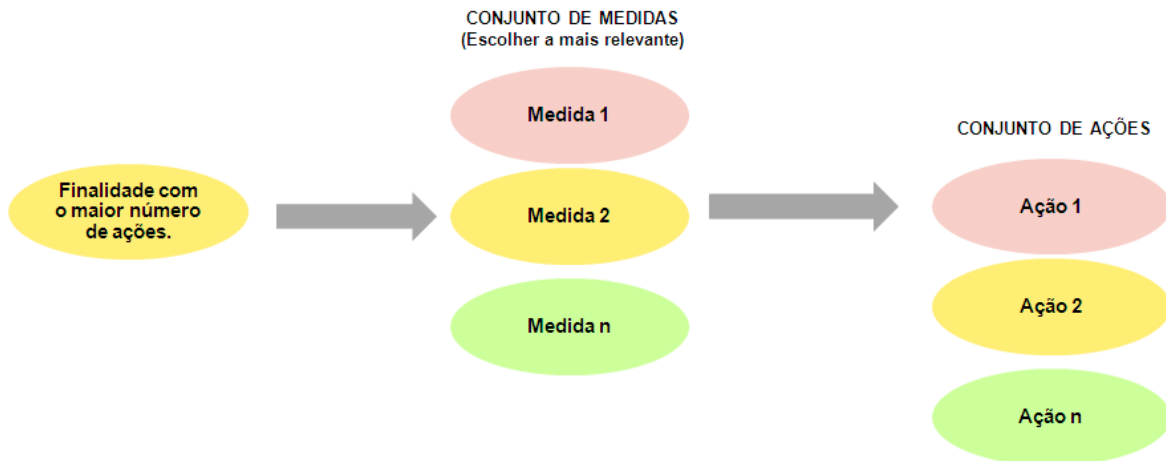 CONJUNTO DE MEDIDAS
(Escolher a mais relevante)
Medida 1
Medida 2
Medida n
Finalidade com
o maior número
de ações.
CONJUNTO DE AÇÕES
Ação 1
Ação 2
Ação n